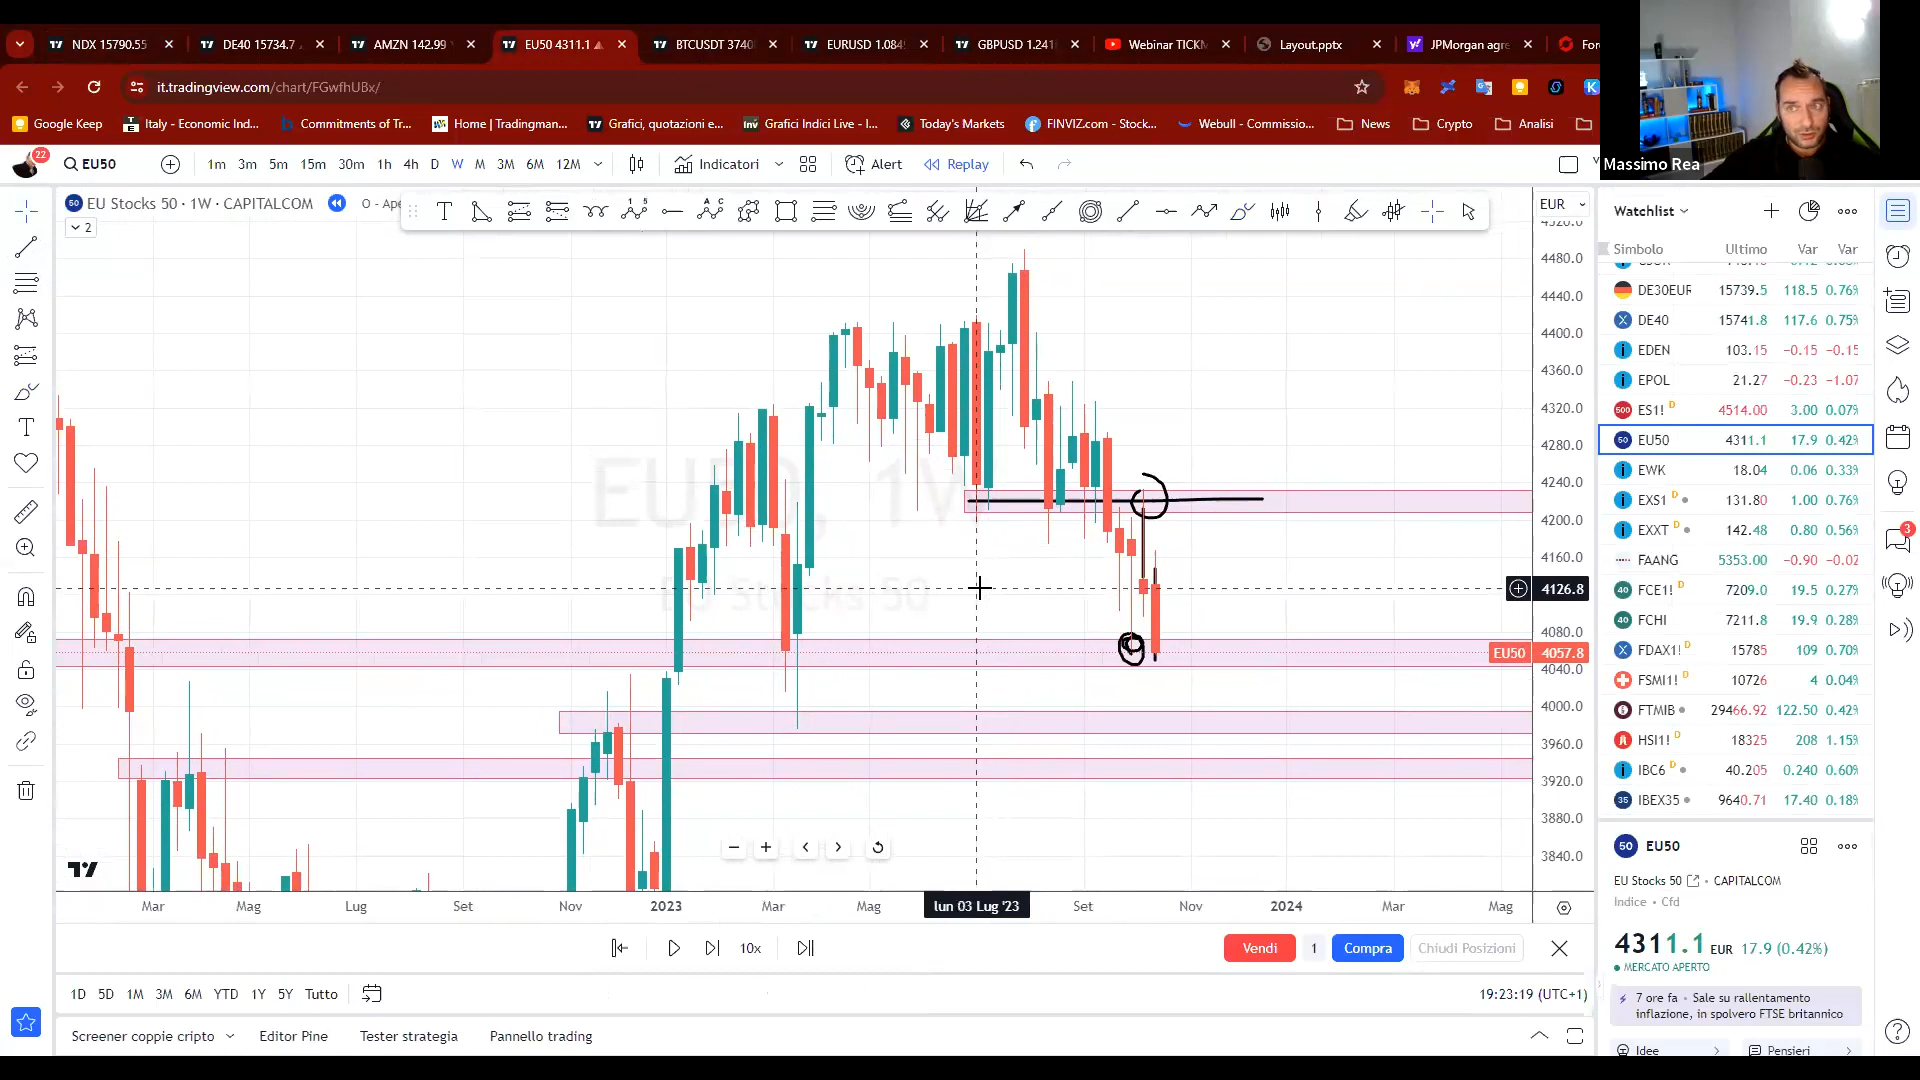 NDX 15790.55
DE40 15734.7
AMZN 142.99
EU50 4311.1
BTCUSDT 3740
EURUSD 1.084
GBPUSD 1.241
Webinar TICKM
Layout.pptx
JPMorgan agre
For
it.tradingview.com/chart/FGwfhUBx/
Google Keep
Italy - Economic Ind...
Commitments of Tr...
Home | Tradingman...
Grafici, quotazioni e...
Grafici Indici Live - I...
Today's Markets
FINVIZ.com - Stock...
Webull - Commissio...
News
Crypto
Analisi
Massimo Rea
22
EU50
1m 3m 5m 15m 30m 1h 4h D W M 3M 6M 12M
Indicatori
Alert
Replay
EU Stocks 50 · 1W · CAPITALCOM
O - Ape
EUR
2
EU50, 1W
EU Stocks 50
4520.0
4480.0
4440.0
4400.0
4360.0
4320.0
4280.0
4240.0
4200.0
4160.0
4126.8
4080.0
EU50 4057.8
4040.0
4000.0
3960.0
3920.0
3880.0
3840.0
Mar Mag Lug Set Nov 2023 Mar Mag lun 03 Lug '23 Set Nov 2024 Mar Mag
10x
Vendi 1 Compra Chiudi Posizioni
1D 5D 1M 3M 6M YTD 1Y 5Y Tutto
19:23:19 (UTC+1)
Screener coppie cripto
Editor Pine
Tester strategia
Pannello trading
Watchlist
Simbolo Ultimo Var Var
DE30EUR 15739.5 118.5 0.76%
DE40 15741.8 117.6 0.75%
EDEN 103.15 −0.15 −0.15
EPOL 21.27 −0.23 −1.07
ES1! D 4514.00 3.00 0.07%
EU50 4311.1 17.9 0.42%
EWK 18.04 0.06 0.33%
EXS1 D 131.80 1.00 0.76%
EXXT D 142.48 0.80 0.56%
FAANG 5353.00 −0.90 −0.02
FCE1! D 7209.0 19.5 0.27%
FCHI 7211.8 19.9 0.28%
FDAX1! D 15785 109 0.70%
FSMI1! D 10726 4 0.04%
FTMIB 29466.92 122.50 0.42%
HSI1! D 18325 208 1.15%
IBC6 D 40.205 0.240 0.60%
IBEX35 9640.71 17.40 0.18%
3
50 EU50
EU Stocks 50 • CAPITALCOM
Indice • Cfd
4311.1 EUR 17.9 (0.42%)
MERCATO APERTO
7 ore fa • Sale su rallentamento
inflazione, in spolvero FTSE britannico
Idee
Pensieri